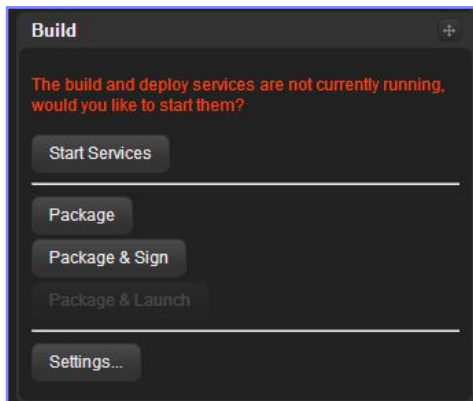 Build
The build and deploy services are not currently running,
would you like to start them?
Start Services
Package
Package & Sign
Package & Launch
Settings...